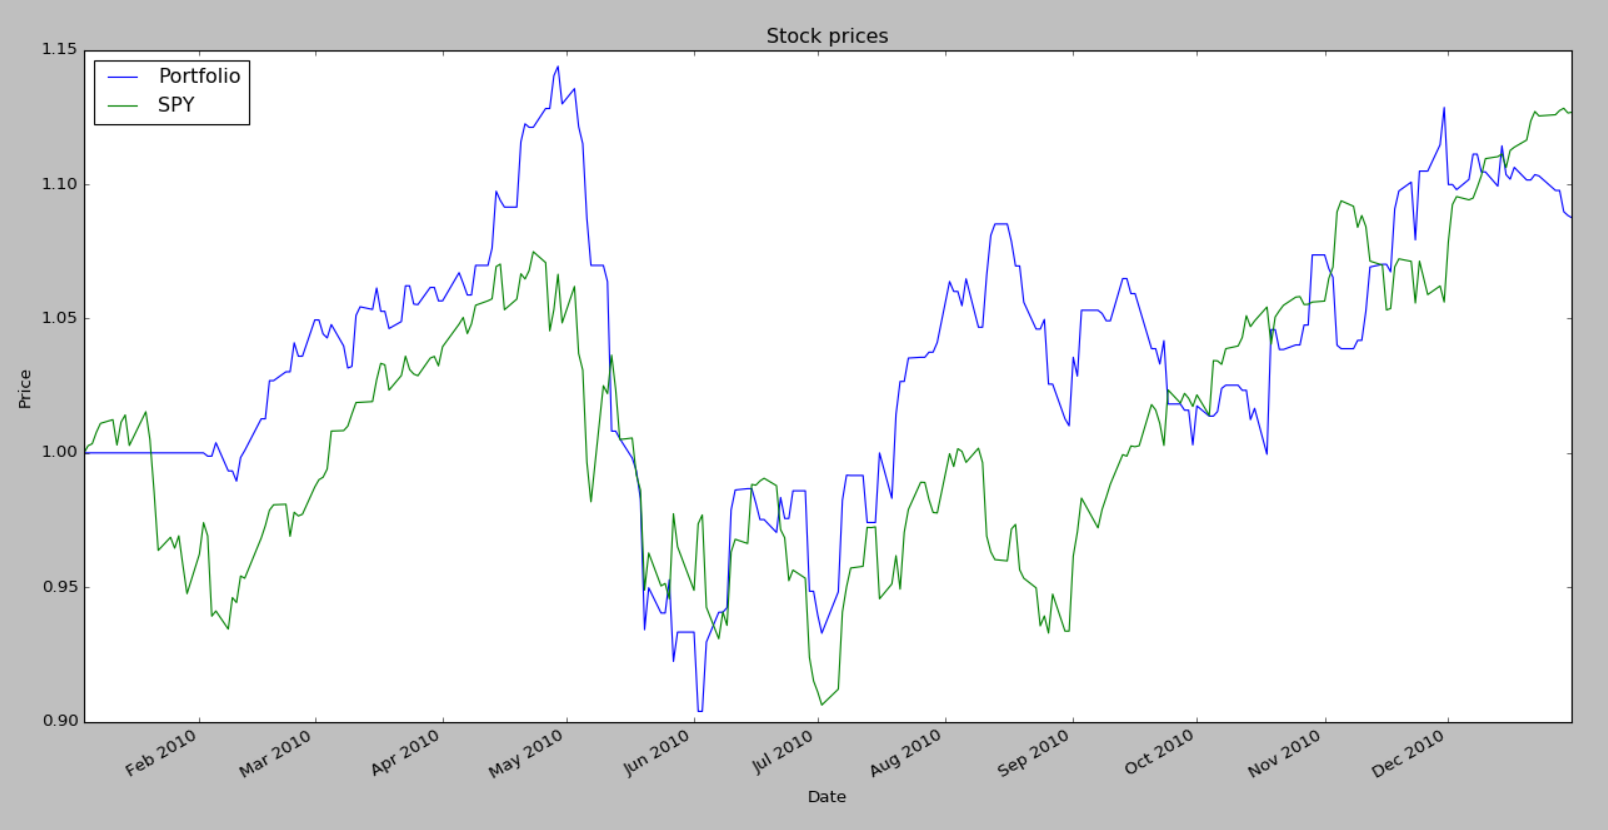 Stock prices
1.15
1.10
1.05
1.00
0.95
0.90
Price
Portfolio
SPY
Feb 2010
Mar 2010
Apr 2010
May 2010
Jun 2010
Jul 2010
Aug 2010
Sep 2010
Oct 2010
Nov 2010
Dec 2010
Date